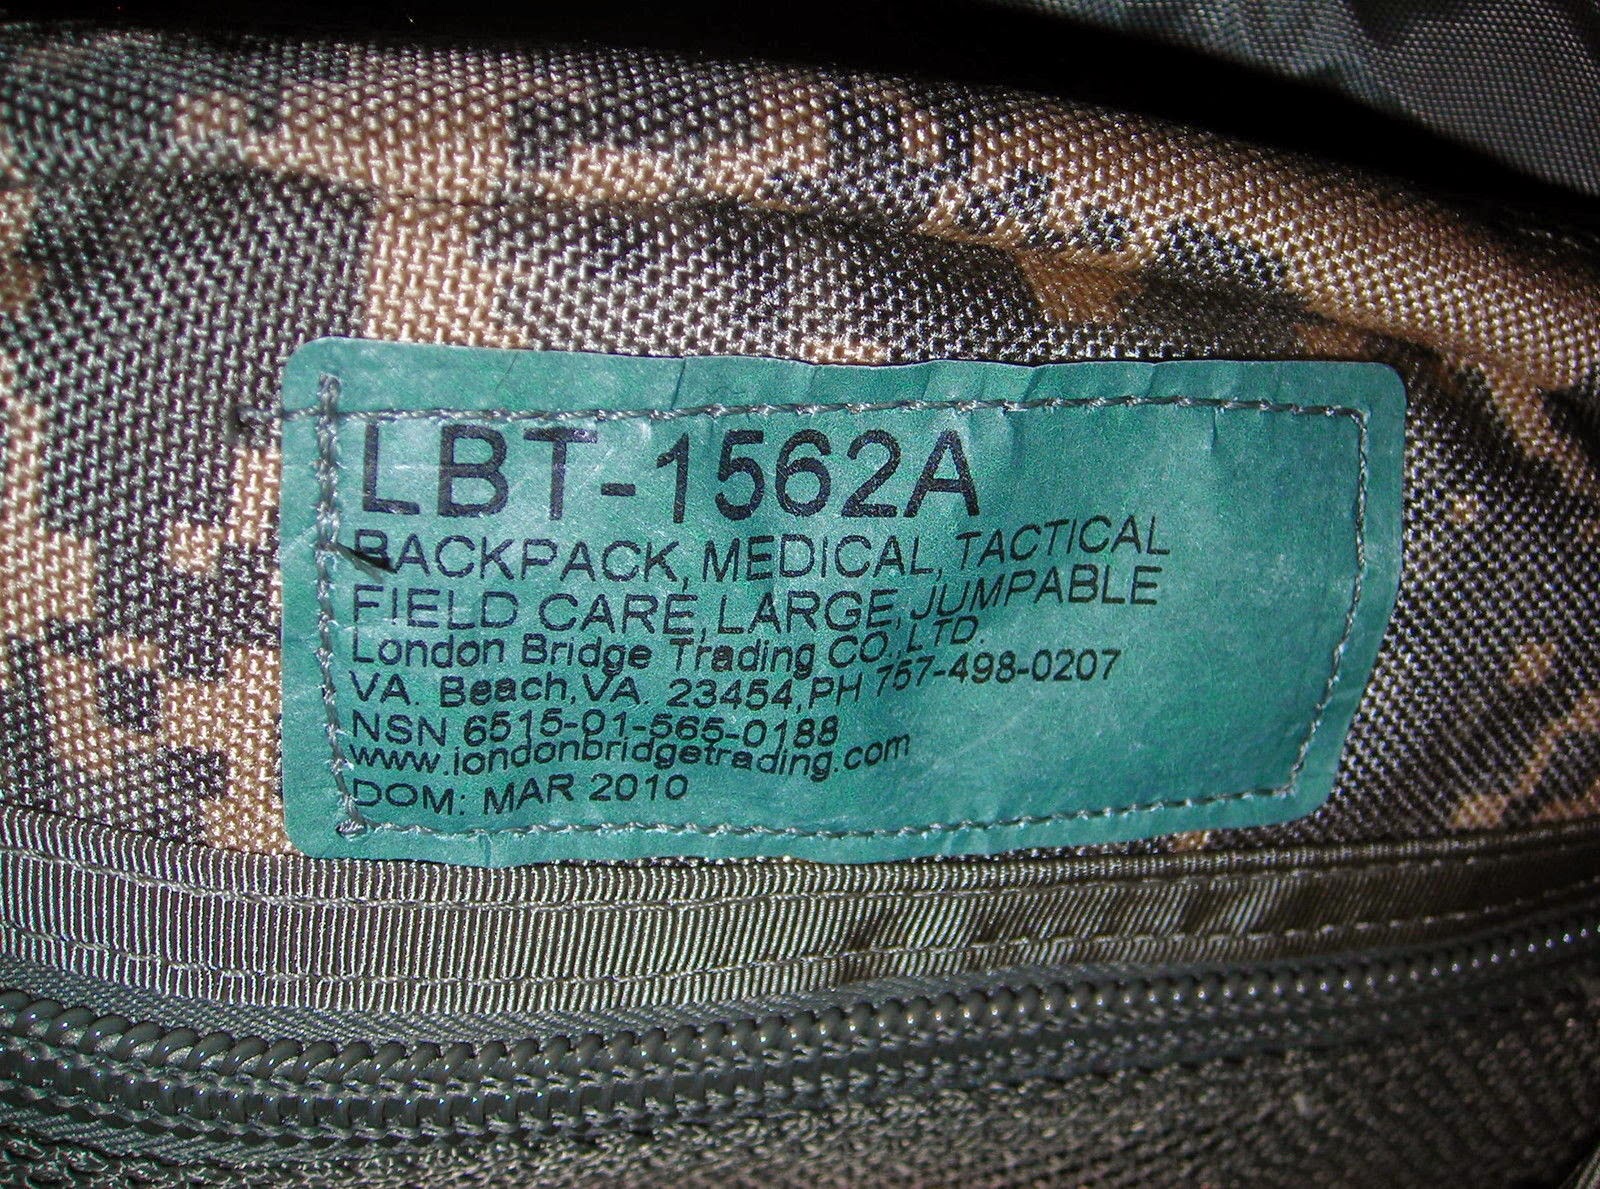 LBT-1562A
BACKPACK, MEDICAL, TACTICAL
FIELD CARE, LARGE, JUMPABLE
London Bridge Trading CO., LTD.
VA. Beach, VA. 23454, PH 757-498-0207
NSN 6515-01-565-0188
www.londonbridgetrading.com
DOM: MAR 2010